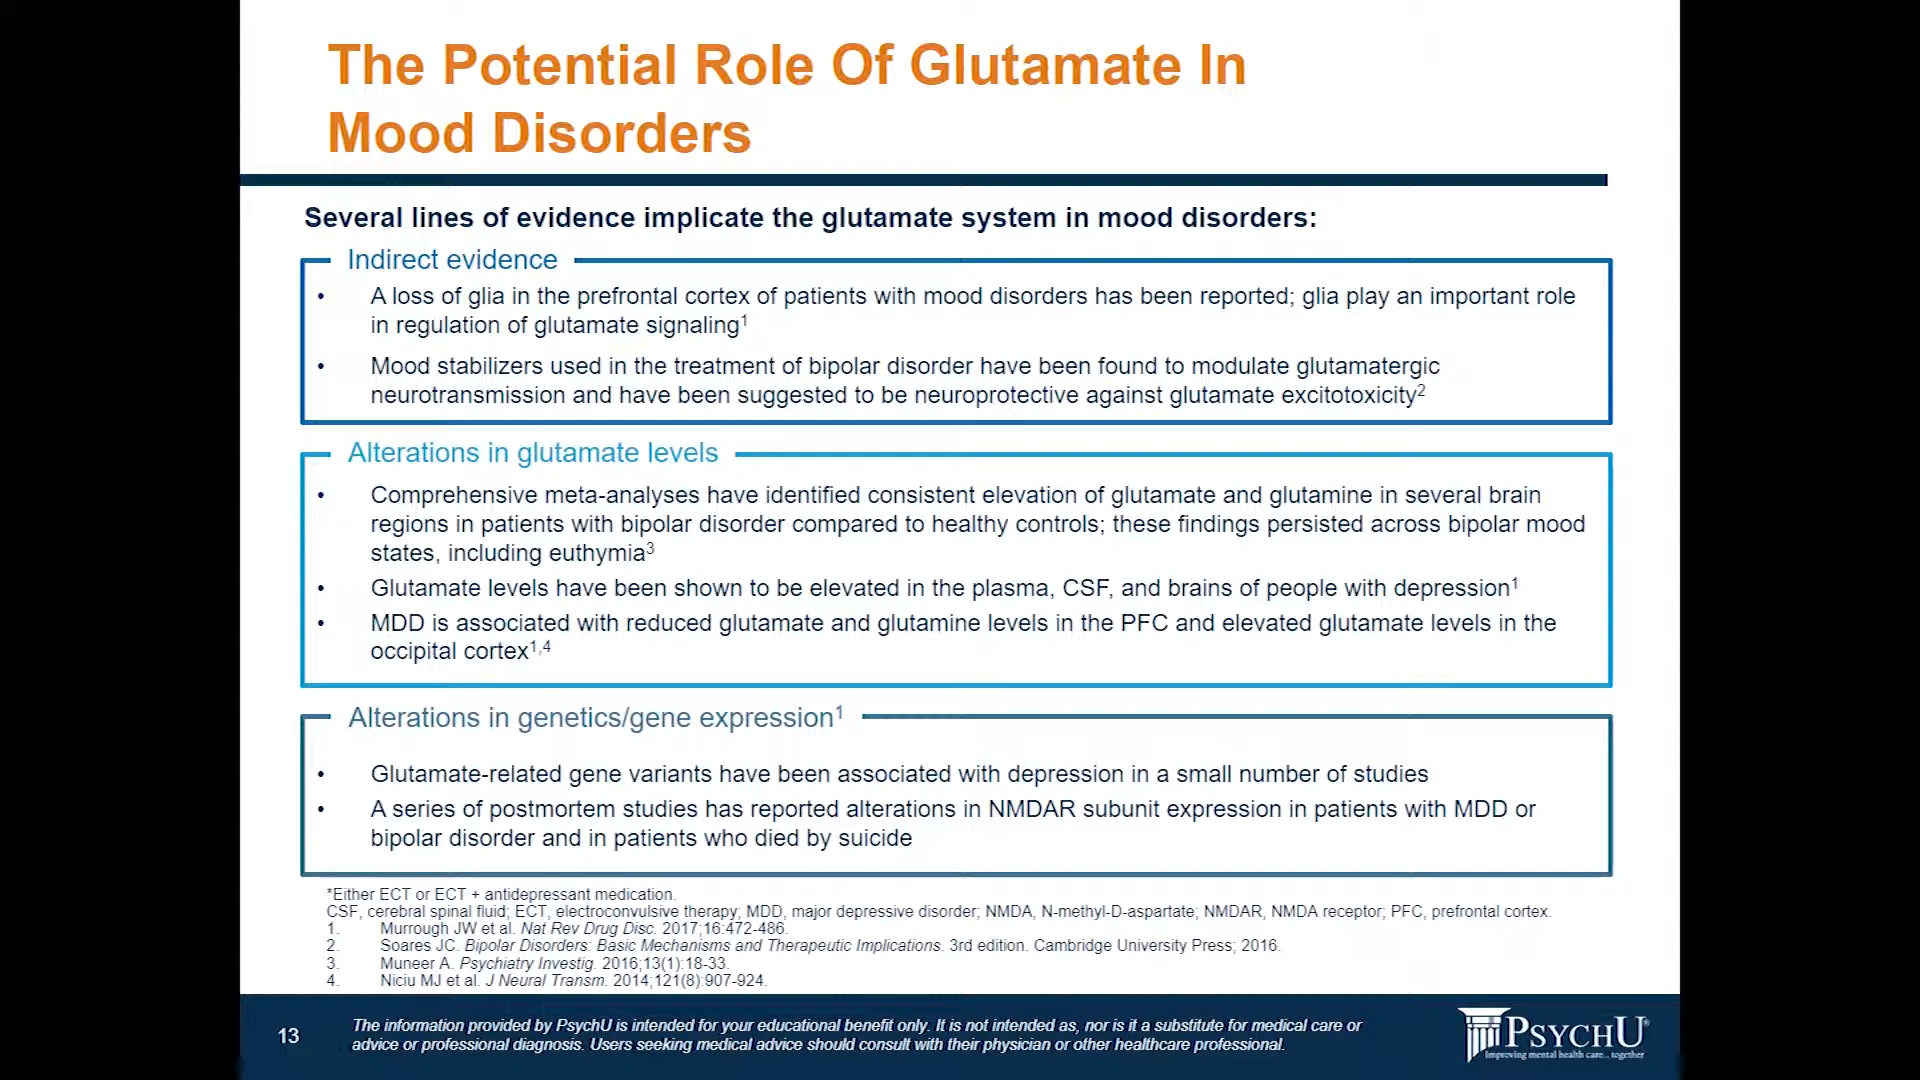 The Potential Role Of Glutamate In
Mood Disorders
Several lines of evidence implicate the glutamate system in mood disorders:
Indirect evidence
• A loss of glia in the prefrontal cortex of patients with mood disorders has been reported; glia play an important role
in regulation of glutamate signaling1
• Mood stabilizers used in the treatment of bipolar disorder have been found to modulate glutamatergic
neurotransmission and have been suggested to be neuroprotective against glutamate excitotoxicity2
Alterations in glutamate levels
• Comprehensive meta-analyses have identified consistent elevation of glutamate and glutamine in several brain
regions in patients with bipolar disorder compared to healthy controls; these findings persisted across bipolar mood
states, including euthymia3
• Glutamate levels have been shown to be elevated in the plasma, CSF, and brains of people with depression1
• MDD is associated with reduced glutamate and glutamine levels in the PFC and elevated glutamate levels in the
occipital cortex1,4
Alterations in genetics/gene expression1
• Glutamate-related gene variants have been associated with depression in a small number of studies
• A series of postmortem studies has reported alterations in NMDAR subunit expression in patients with MDD or
bipolar disorder and in patients who died by suicide
*Either ECT or ECT + antidepressant medication.
CSF, cerebral spinal fluid; ECT, electroconvulsive therapy; MDD, major depressive disorder; NMDA, N-methyl-D-aspartate; NMDAR, NMDA receptor; PFC, prefrontal cortex.
1. Murrough JW et al. Nat Rev Drug Disc. 2017;16:472-486.
2. Soares JC. Bipolar Disorders: Basic Mechanisms and Therapeutic Implications. 3rd edition. Cambridge University Press; 2016.
3. Muneer A. Psychiatry Investig. 2016;13(1):18-33.
4. Niciu MJ et al. J Neural Transm. 2014;121(8):907-924.
13
The information provided by PsychU is intended for your educational benefit only. It is not intended as, nor is it a substitute for medical care or
advice or professional diagnosis. Users seeking medical advice should consult with their physician or other healthcare professional.
PSYCHU®
Improving mental health care... together